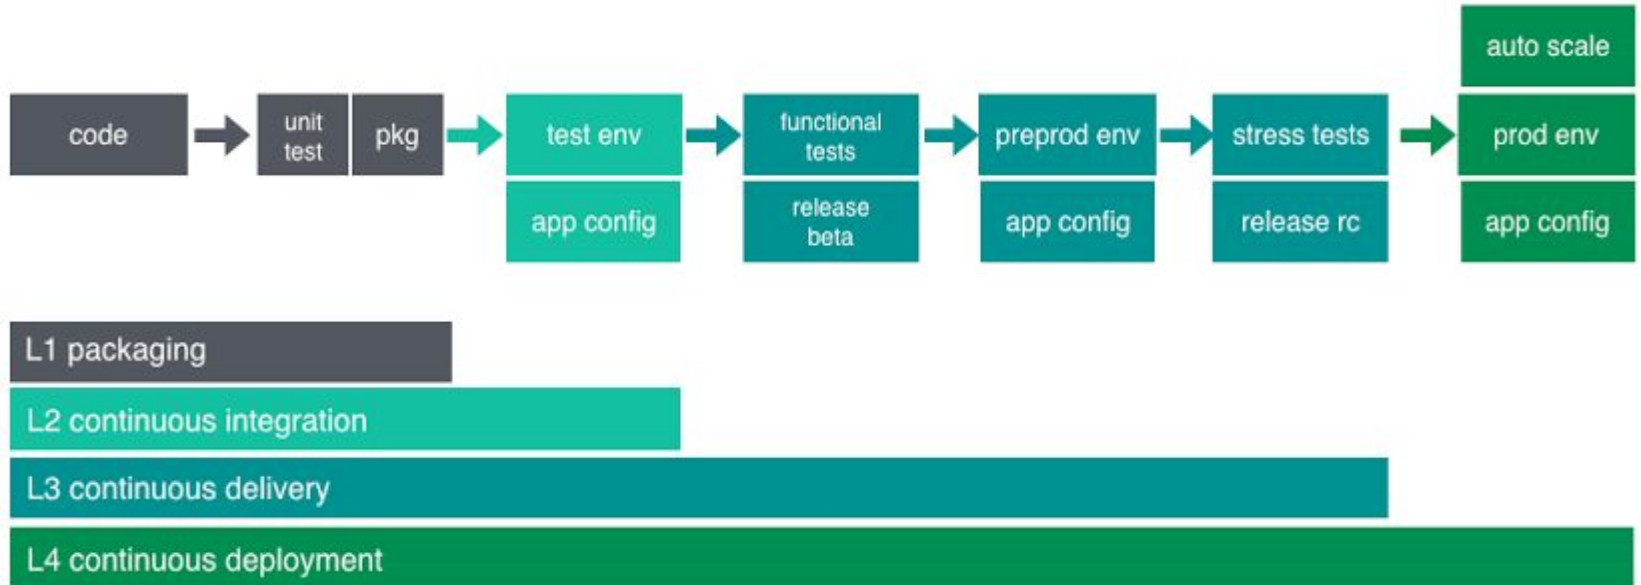 auto scale
code
unit
test
pkg
test env
functional
tests
preprod env
stress tests
prod env
app config
release
beta
app config
release rc
app config
L1 packaging
L2 continuous integration
L3 continuous delivery
L4 continuous deployment